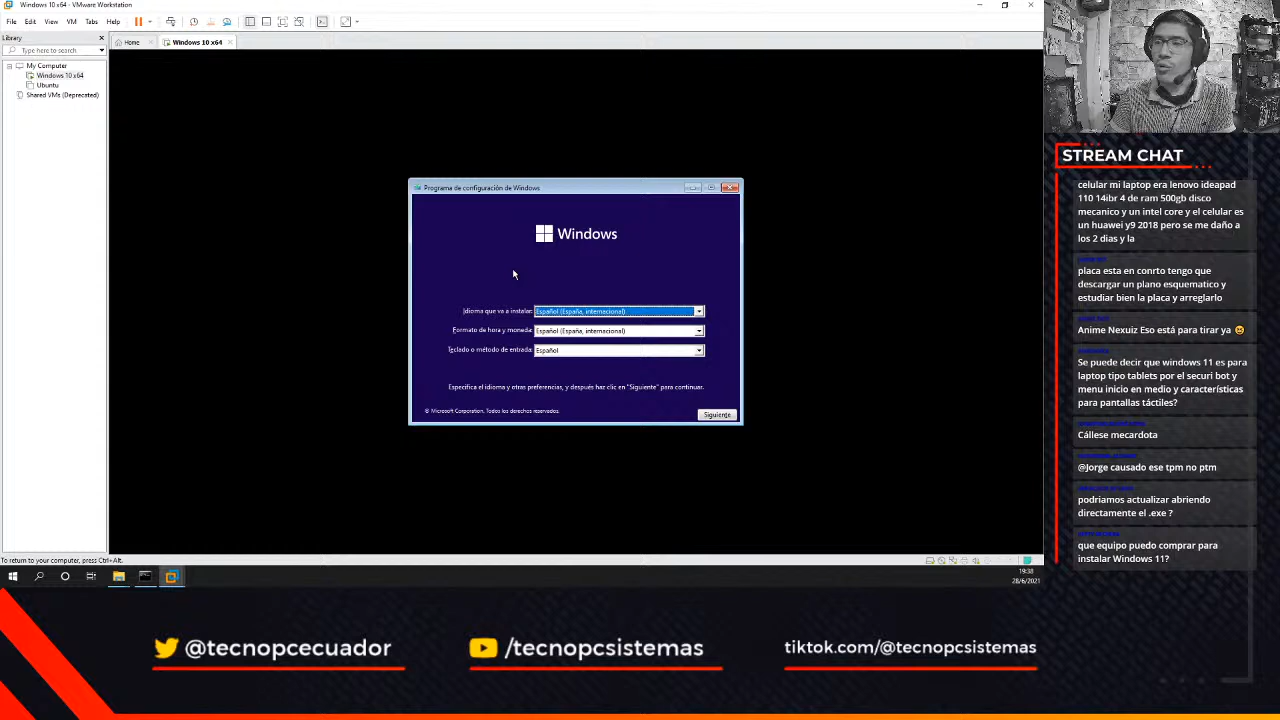 Windows 10 x64 - VMware Workstation
File Edit View VM Tabs Help
Library
Type here to search
My Computer
Windows 10 x64
Ubuntu
Shared VMs (Deprecated)
Home
Windows 10 x64
Programa de configuración de Windows
Windows
Idioma que va a instalar: Español (España, internacional)
Formato de hora y moneda: Español (España, internacional)
Teclado o método de entrada: Español
Especifica el idioma y otras preferencias, y después haz clic en "Siguiente" para continuar.
© Microsoft Corporation. Todos los derechos reservados.
Siguiente
To return to your computer, press Ctrl+Alt.
19:38
28/6/2021
STREAM CHAT
celular mi laptop era lenovo ideapad
110 14ibr 4 de ram 500gb disco
mecanico y un intel core y el celular es
un huawei y9 2018 pero se me daño a
los 2 dias y la
placa esta en conrto tengo que
descargar un plano esquematico y
estudiar bien la placa y arreglarlo
Anime Nexuiz Eso está para tirar ya
Se puede decir que windows 11 es para
laptop tipo tablets por el securi bot y
menu inicio en medio y características
para pantallas táctiles?
Cállese mecardota
@Jorge causado ese tpm no ptm
podriamos actualizar abriendo
directamente el .exe ?
que equipo puedo comprar para
instalar Windows 11?
@tecnopcecuador
/tecnopcsistemas
tiktok.com/@tecnopcsistemas